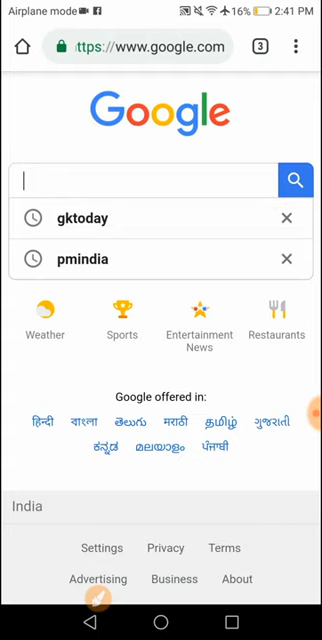 Airplane mode 16% 2:41 PM
ttps://www.google.com 3
Google
gktoday
pmindia
Weather Sports Entertainment News Restaurants
Google offered in:
हिन्दी বাংলা తెలుగు मराठी தமிழ் ગુજરાતી
ಕನ್ನಡ മലയാളം ਪੰਜਾਬੀ
India
Settings Privacy Terms
Advertising Business About